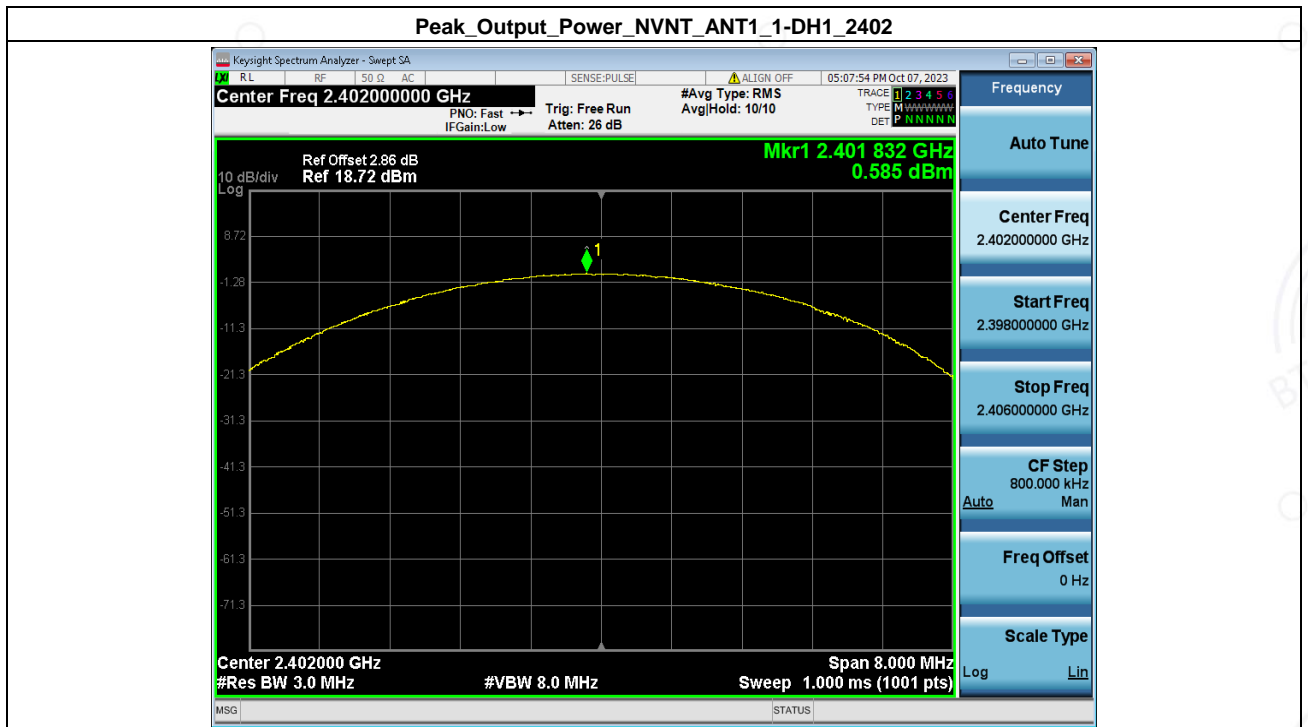 Peak_Output_Power_NVNT_ANT1_1-DH1_2402
Keysight Spectrum Analyzer - Swept SA
LXI RL RF 50 Ω AC SENSE:PULSE ALIGN OFF 05:07:54 PM Oct 07, 2023
Center Freq 2.402000000 GHz
PNO: Fast
IFGain:Low
Trig: Free Run
Atten: 26 dB
#Avg Type: RMS
Avg|Hold: 10/10
TRACE 1 2 3 4 5 6
TYPE M WWWWW
DET P N N N N N
Mkr1 2.401 832 GHz
0.585 dBm
Ref Offset 2.86 dB
10 dB/div Ref 18.72 dBm
Log
1
8.72
-1.28
-11.3
-21.3
-31.3
-41.3
-51.3
-61.3
-71.3
Center 2.402000 GHz Span 8.000 MHz
#Res BW 3.0 MHz #VBW 8.0 MHz Sweep 1.000 ms (1001 pts)
MSG STATUS
Frequency
Auto Tune
Center Freq
2.402000000 GHz
Start Freq
2.398000000 GHz
Stop Freq
2.406000000 GHz
CF Step
800.000 kHz
Auto Man
Freq Offset
0 Hz
Scale Type
Log Lin